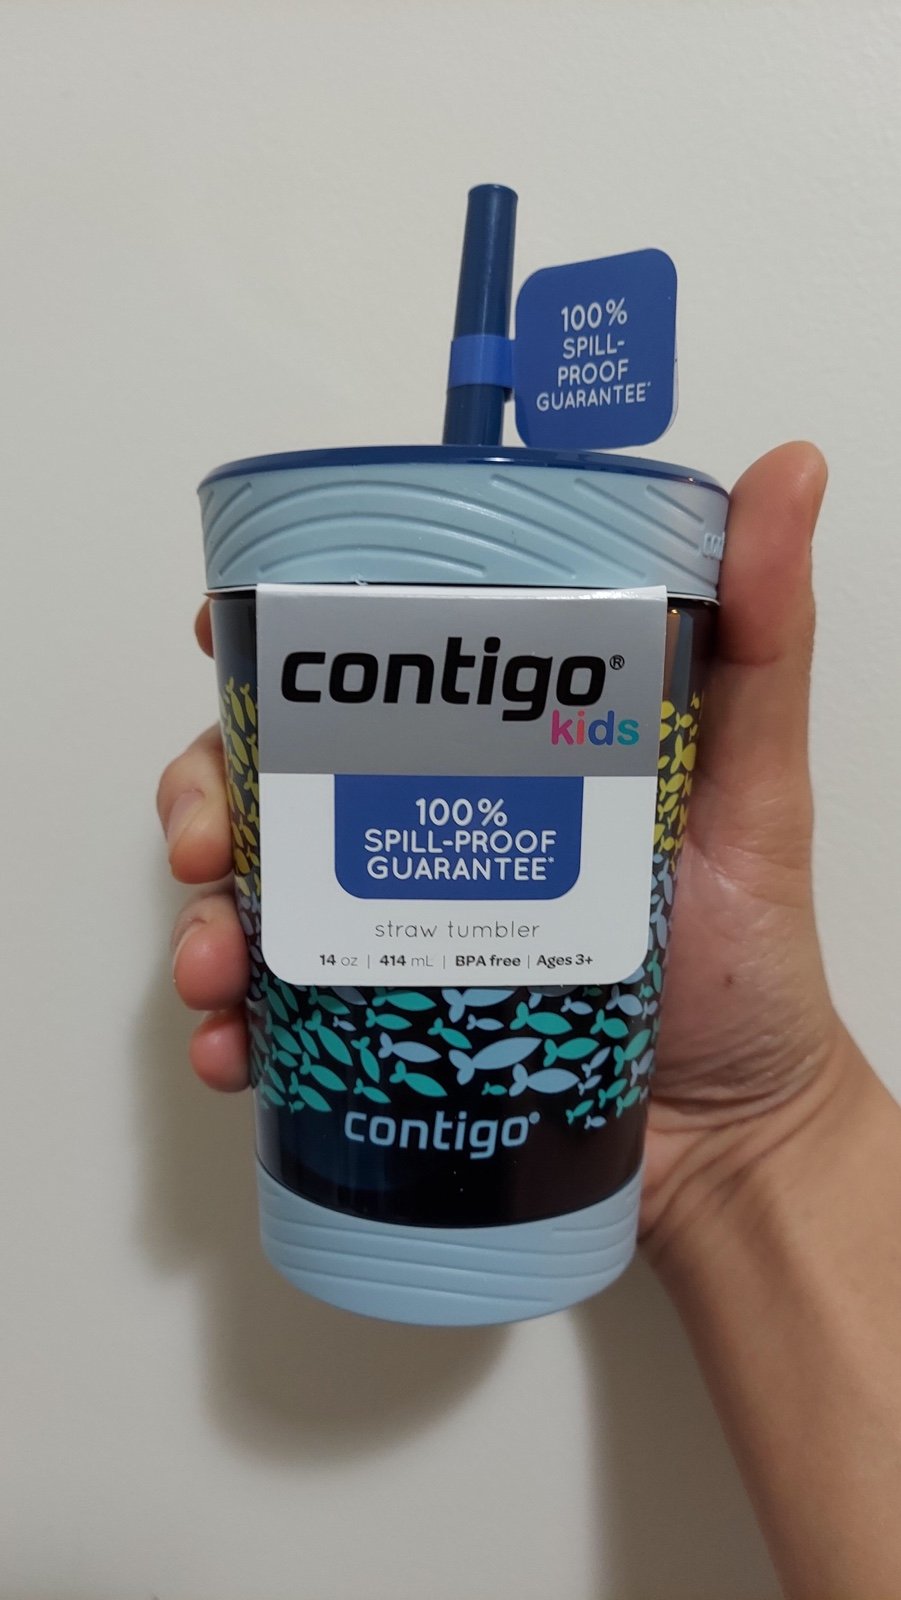 100%
SPILL-
PROOF
GUARANTEE*
contigo®
kids
100%
SPILL-PROOF
GUARANTEE*
straw tumbler
14 oz | 414 mL | BPA free | Ages 3+
contigo®